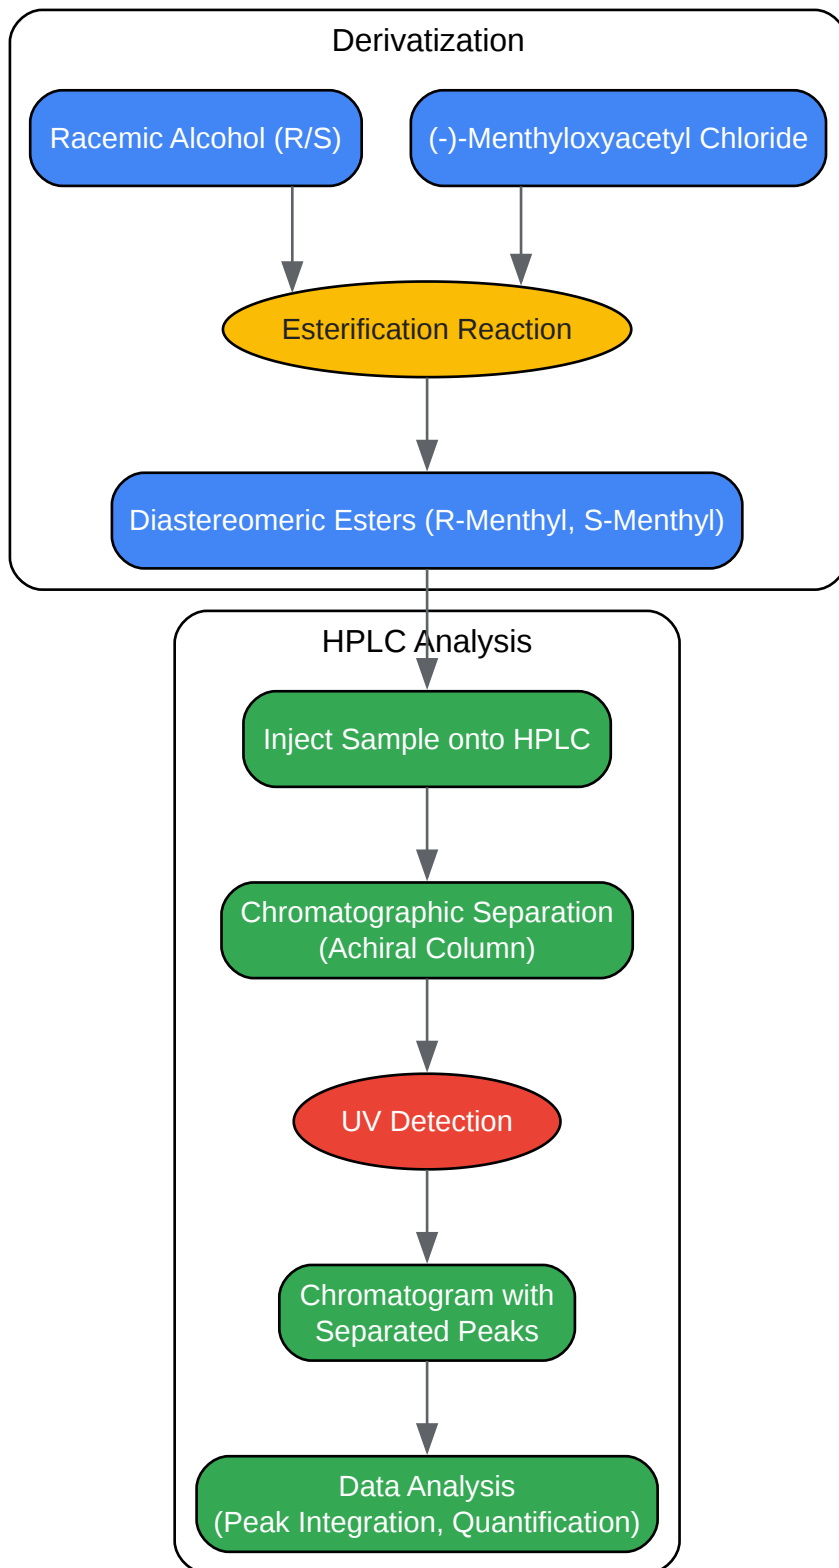 Derivatization
Racemic Alcohol (R/S)
(-)-Menthyloxyacetyl Chloride
Esterification Reaction
Diastereomeric Esters (R-Menthyl, S-Menthyl)
HPLC Analysis
Inject Sample onto HPLC
Chromatographic Separation
(Achiral Column)
UV Detection
Chromatogram with
Separated Peaks
Data Analysis
(Peak Integration, Quantification)